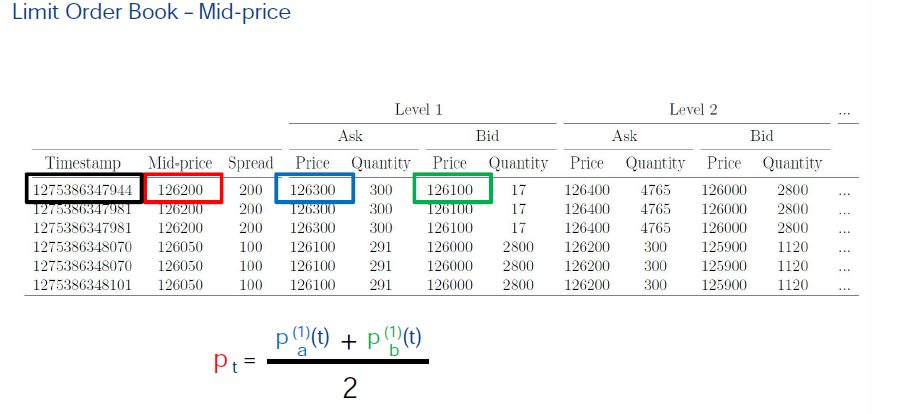 Limit Order Book – Mid-price
Level 1 Level 2 ...
Ask Bid Ask Bid
Timestamp Mid-price Spread Price Quantity Price Quantity Price Quantity Price Quantity
1275386347944 126200 200 126300 300 126100 17 126400 4765 126000 2800 ...
1275386347981 126200 200 126300 300 126100 17 126400 4765 126000 2800 ...
1275386347981 126200 200 126300 300 126100 17 126400 4765 126000 2800 ...
1275386348070 126050 100 126100 291 126000 2800 126200 300 125900 1120 ...
1275386348070 126050 100 126100 291 126000 2800 126200 300 125900 1120 ...
1275386348101 126050 100 126100 291 126000 2800 126200 300 125900 1120 ...
p_t = (p_a^(1)(t) + p_b^(1)(t)) / 2